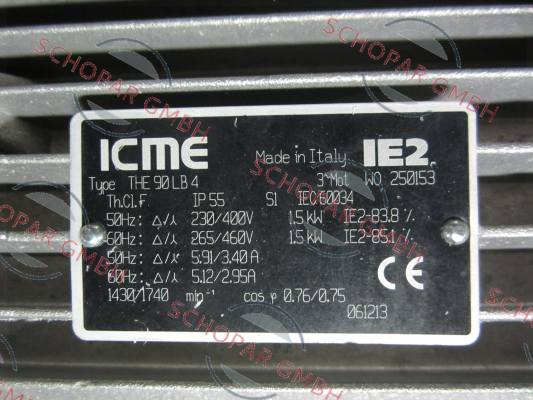 ICME Made in Italy IE2
Type THE 90 LB 4 3~Mot WO 250153
Th.Cl.F IP 55 S1 IEC 60034
50Hz: Δ/⅄ 230/400V 1.5 kW IE2-83.8 %
60Hz: Δ/⅄ 265/460V 1.5 kW IE2-85.1 %
50Hz: Δ/⅄ 5.91/3.40 A
60Hz: Δ/⅄ 5.12/2.95A
CE
1430/1740 min⁻¹ cos φ 0.76/0.75
061213
SCHOPAR GMBH
SCHOPAR GMBH
SCHOPAR GMBH
SCHOPAR GMBH
SCHOPAR GMBH
SCHOPAR GMBH
SCHOPAR GMBH